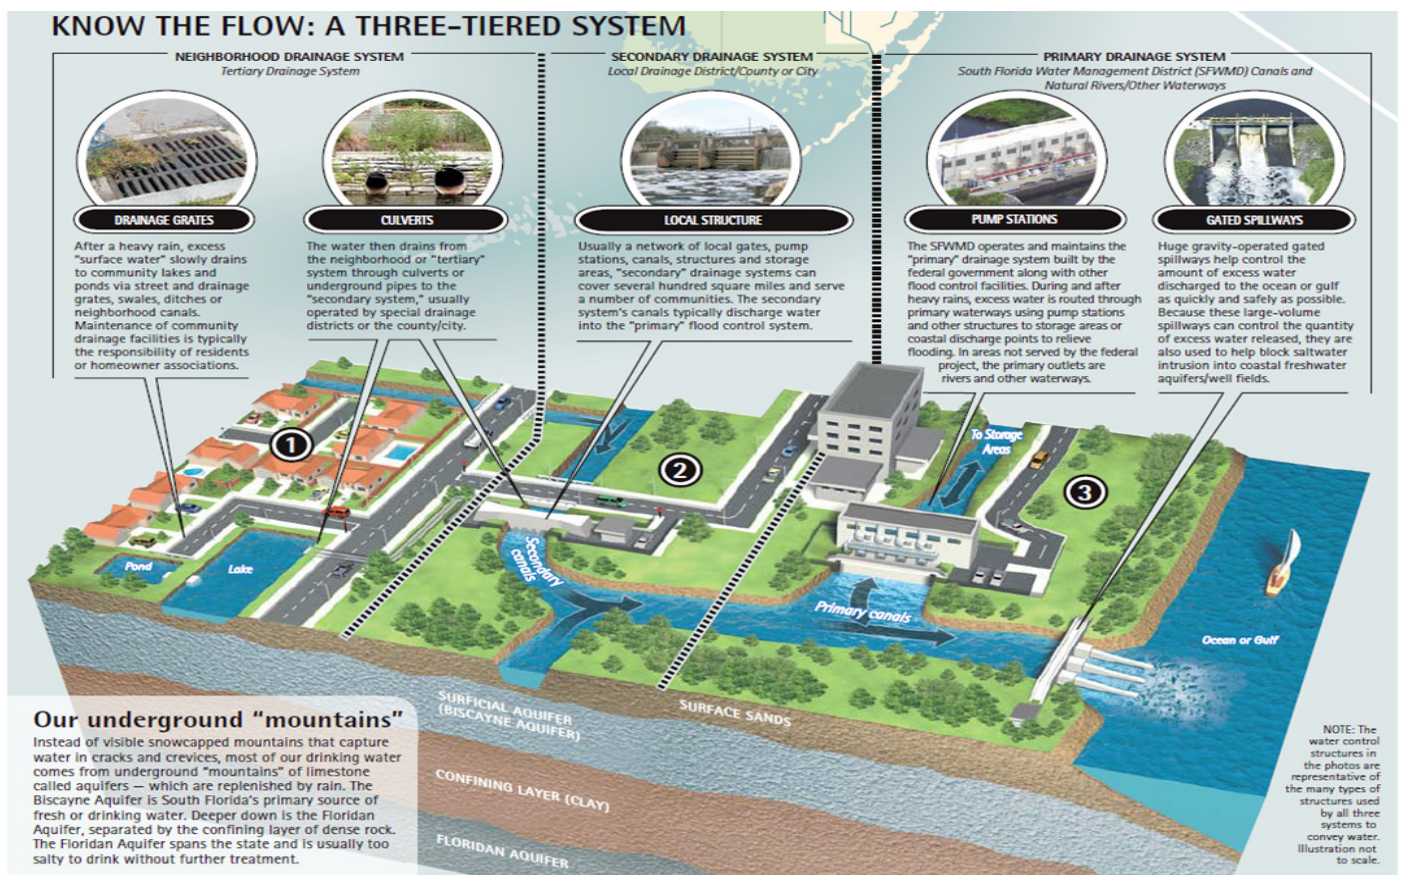 KNOW THE FLOW: A THREE-TIERED SYSTEM
NEIGHBORHOOD DRAINAGE SYSTEM
Tertiary Drainage System
SECONDARY DRAINAGE SYSTEM
Local Drainage District/County or City
PRIMARY DRAINAGE SYSTEM
South Florida Water Management District (SFWMD) Canals and
Natural Rivers/Other Waterways
DRAINAGE GRATES
After a heavy rain, excess
"surface water" slowly drains
to community lakes and
ponds via street and drainage
grates, swales, ditches or
neighborhood canals.
Maintenance of community
drainage facilities is typically
the responsibility of residents
or homeowner associations.
CULVERTS
The water then drains from
the neighborhood or "tertiary"
system through culverts or
underground pipes to the
"secondary system," usually
operated by special drainage
districts or the county/city.
LOCAL STRUCTURE
Usually a network of local gates, pump
stations, canals, structures and storage
areas, "secondary" drainage systems can
cover several hundred square miles and serve
a number of communities. The secondary
system's canals typically discharge water
into the "primary" flood control system.
PUMP STATIONS
The SFWMD operates and maintains the
"primary" drainage system built by the
federal government along with other
flood control facilities. During and after
heavy rains, excess water is routed through
primary waterways using pump stations
and other structures to storage areas or
coastal discharge points to relieve
flooding. In areas not served by the federal
project, the primary outlets are
rivers and other waterways.
GATED SPILLWAYS
Huge gravity-operated gated
spillways help control the
amount of excess water
discharged to the ocean or gulf
as quickly and safely as possible.
Because these large-volume
spillways can control the quantity
of excess water released, they are
also used to help block saltwater
intrusion into coastal freshwater
aquifers/well fields.
1
2
3
To Storage
Areas
Pond
Lake
Secondary
canals
Primary canals
Ocean or Gulf
SURFICIAL AQUIFER
(BISCAYNE AQUIFER)
SURFACE SANDS
CONFINING LAYER (CLAY)
FLORIDAN AQUIFER
Our underground "mountains"
Instead of visible snowcapped mountains that capture
water in cracks and crevices, most of our drinking water
comes from underground "mountains" of limestone
called aquifers — which are replenished by rain. The
Biscayne Aquifer is South Florida's primary source of
fresh or drinking water. Deeper down is the Floridan
Aquifer, separated by the confining layer of dense rock.
The Floridan Aquifer spans the state and is usually too
salty to drink without further treatment.
NOTE: The
water control
structures in
the photos are
representative of
the many types of
structures used
by all three
systems to
convey water.
Illustration not
to scale.